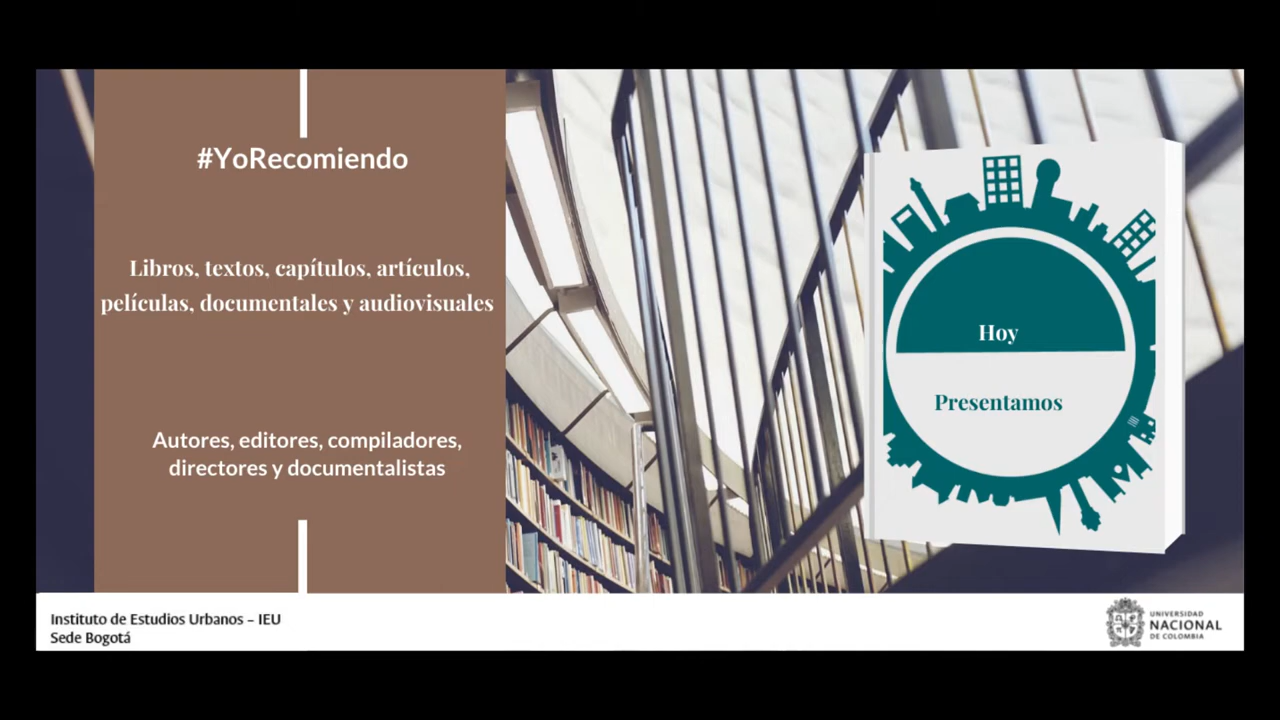 #YoRecomiendo
Libros, textos, capítulos, artículos,
películas, documentales y audiovisuales
Autores, editores, compiladores,
directores y documentalistas
Hoy
Presentamos
Instituto de Estudios Urbanos – IEU
Sede Bogotá
UNIVERSIDAD
NACIONAL
DE COLOMBIA